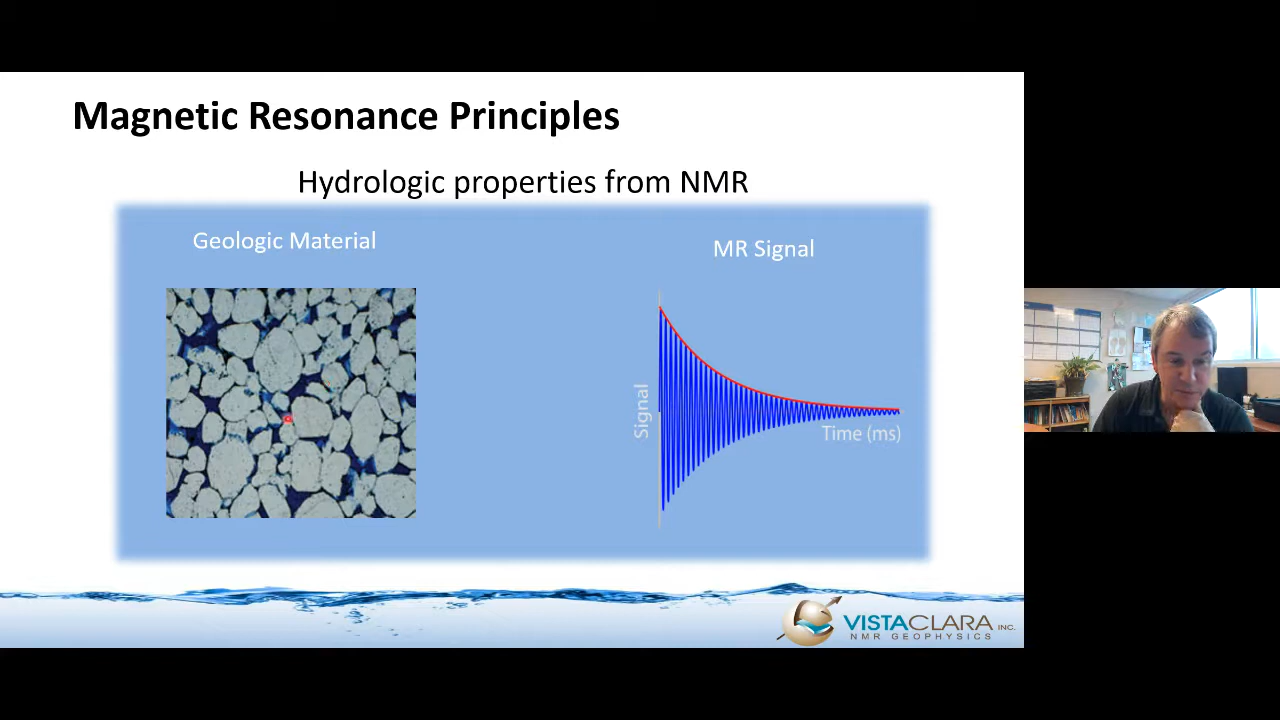 Magnetic Resonance Principles
Hydrologic properties from NMR
Geologic Material
MR Signal
Signal
Time (ms)
VISTACLARA INC.
NMR GEOPHYSICS